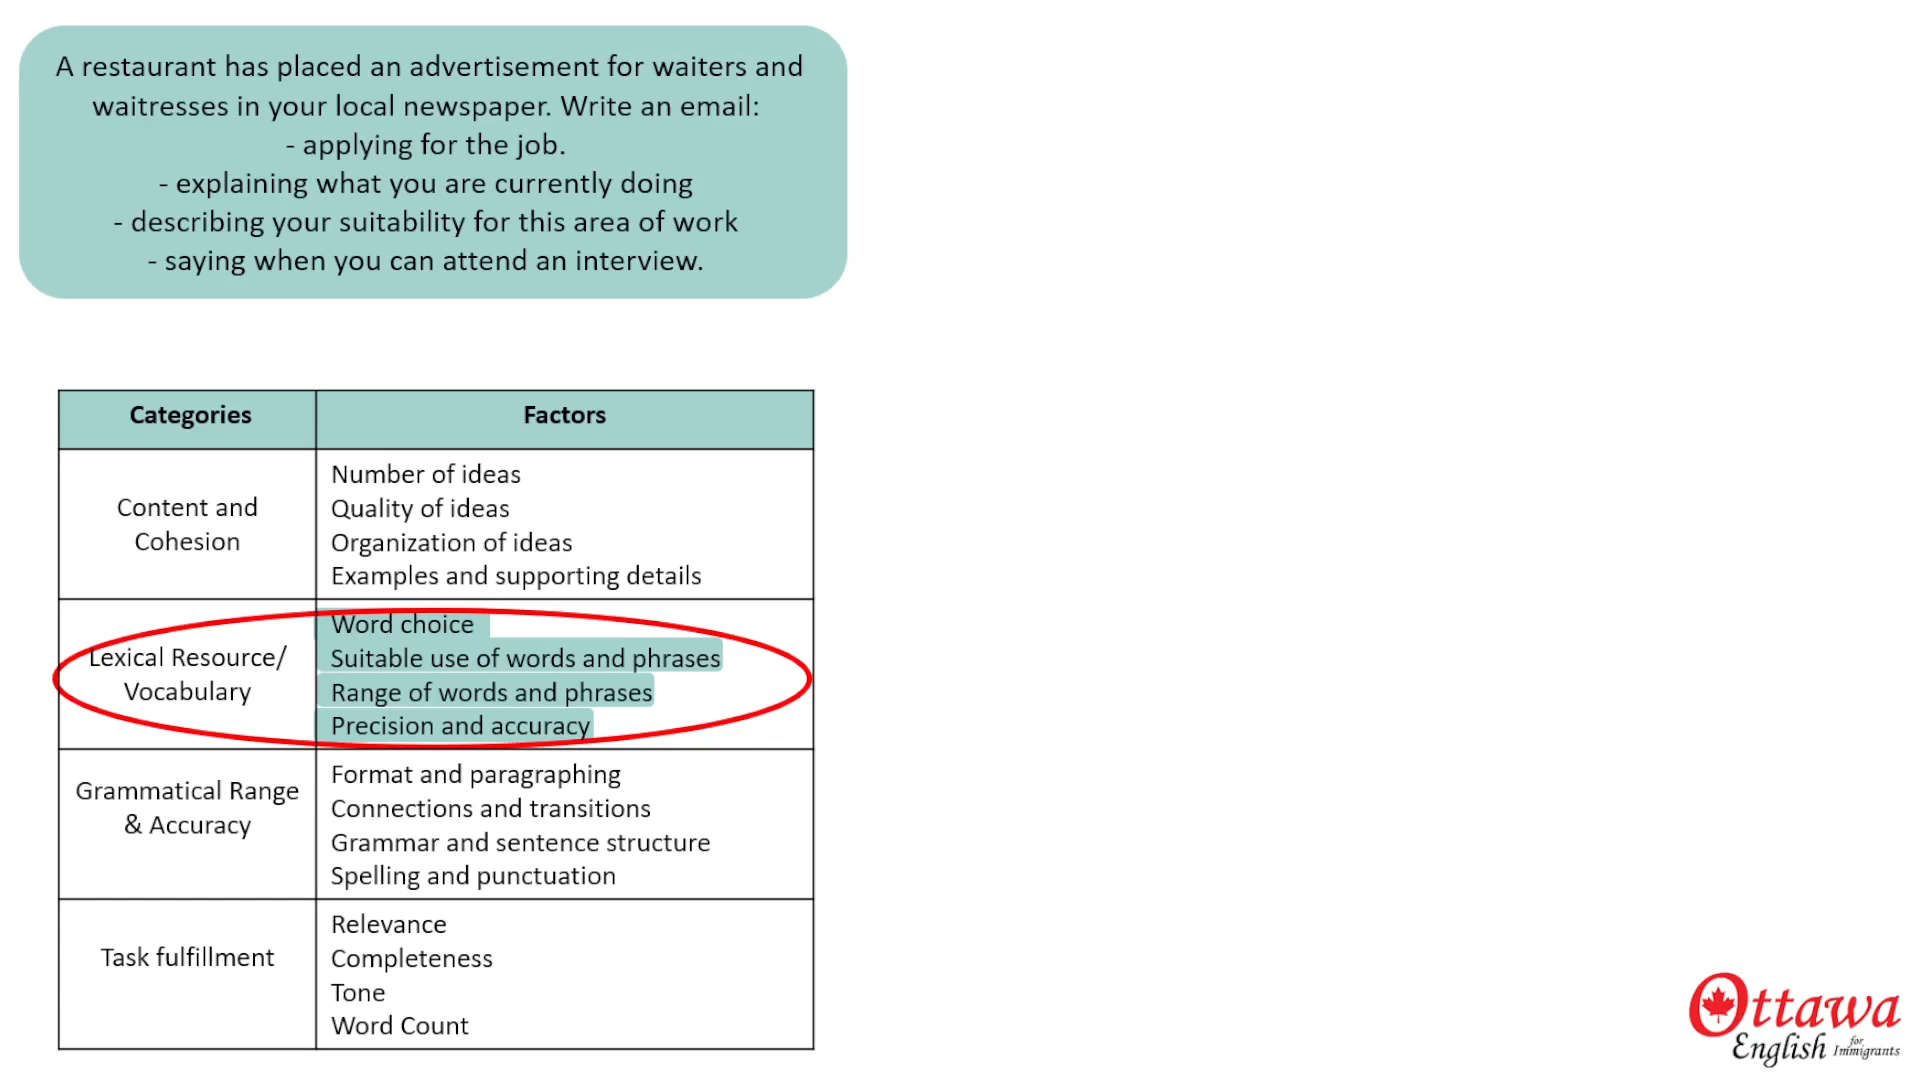 A restaurant has placed an advertisement for waiters and
waitresses in your local newspaper. Write an email:
- applying for the job.
- explaining what you are currently doing
- describing your suitability for this area of work
- saying when you can attend an interview.
Categories
Factors
Content and
Cohesion
Number of ideas
Quality of ideas
Organization of ideas
Examples and supporting details
Lexical Resource/
Vocabulary
Word choice
Suitable use of words and phrases
Range of words and phrases
Precision and accuracy
Grammatical Range
& Accuracy
Format and paragraphing
Connections and transitions
Grammar and sentence structure
Spelling and punctuation
Task fulfillment
Relevance
Completeness
Tone
Word Count
Ottawa
English for Immigrants